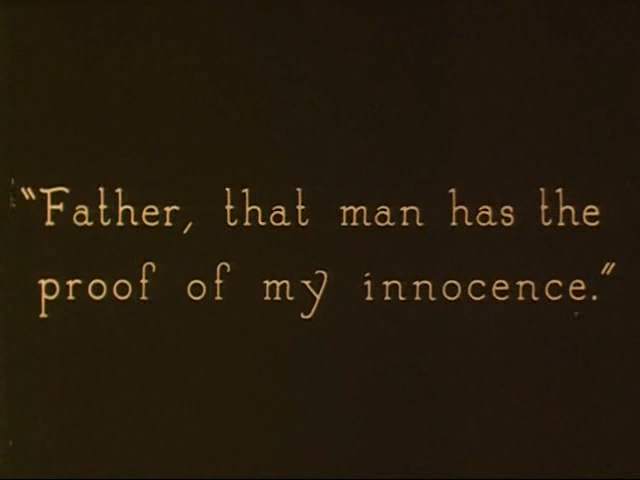 "Father, that man has the
proof of my innocence."